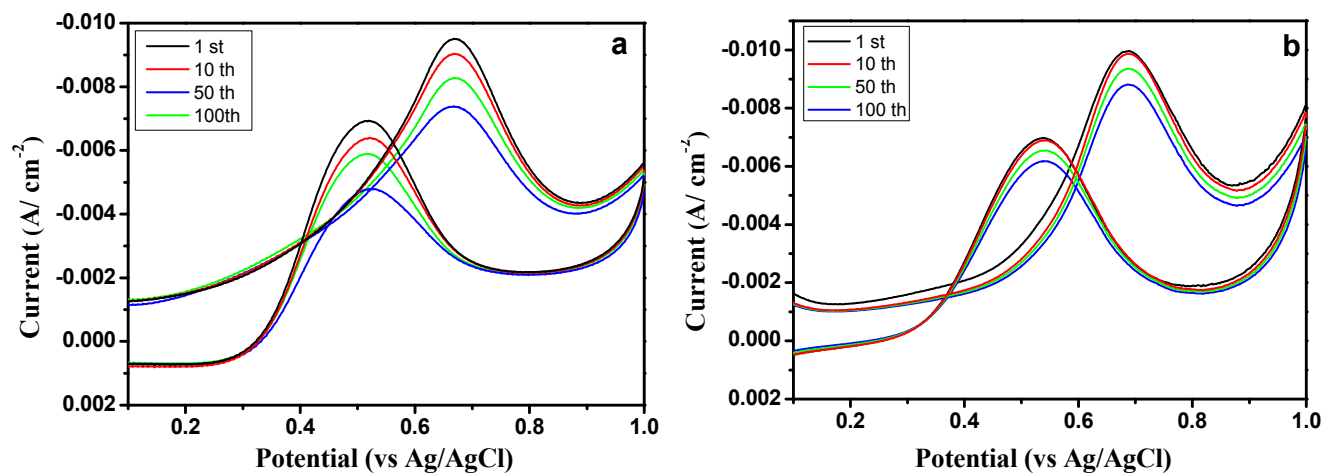 a
1 st
10 th
50 th
100th
-0.010
-0.008
-0.006
-0.004
-0.002
0.000
0.002
Current (A/ cm⁻²)
0.2 0.4 0.6 0.8 1.0
Potential (vs Ag/AgCl)
b
1 st
10 th
50 th
100 th
-0.010
-0.008
-0.006
-0.004
-0.002
0.000
0.002
Current (A/ cm⁻²)
0.2 0.4 0.6 0.8 1.0
Potential (vs Ag/AgCl)